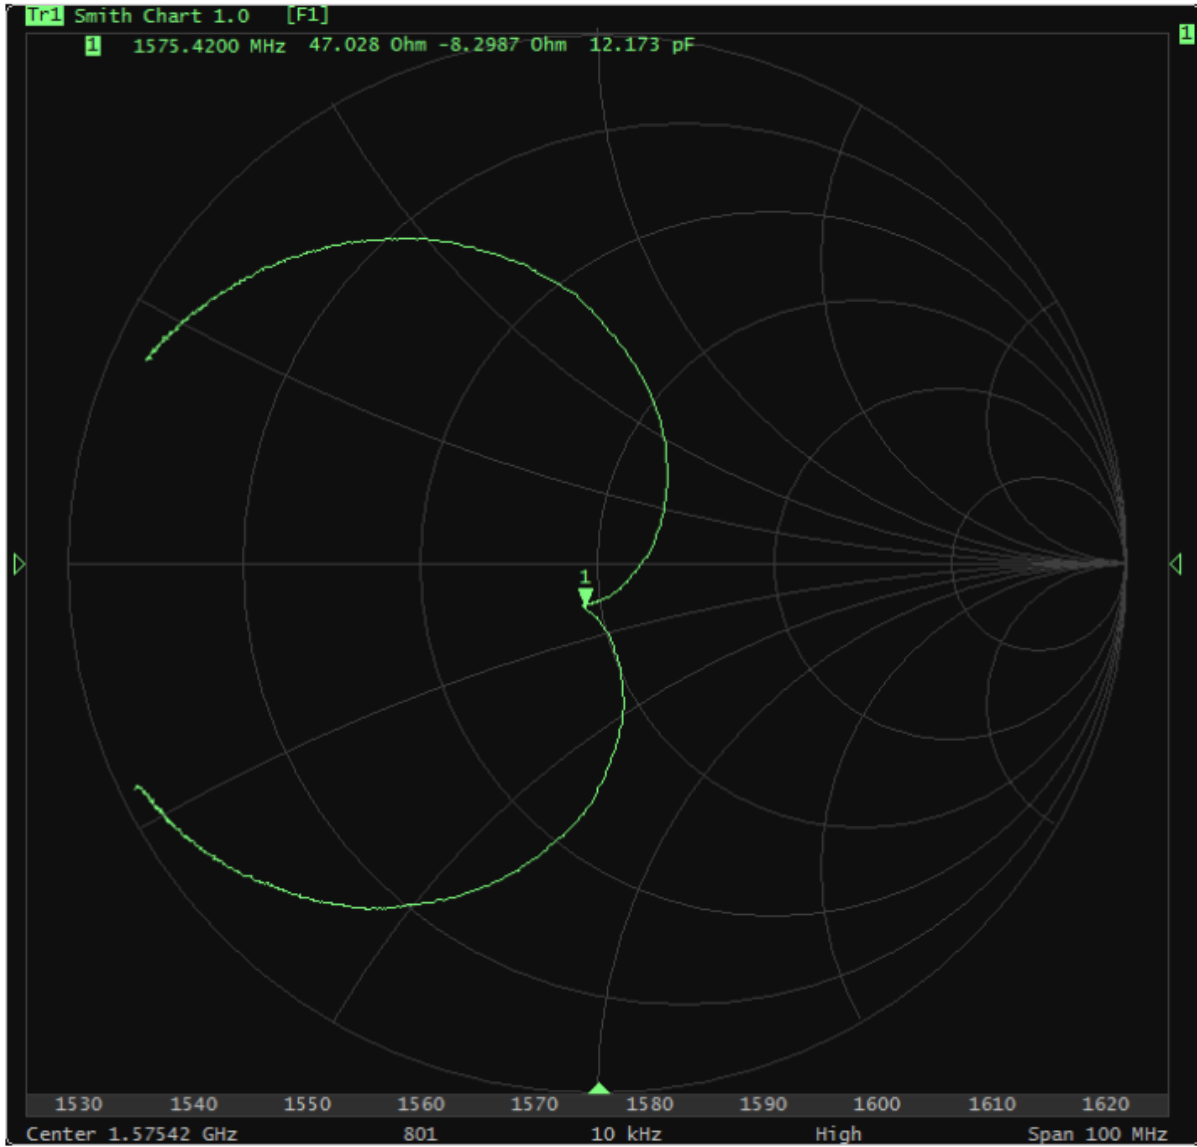 Tr1 Smith Chart 1.0 [F1]
1 1575.4200 MHz 47.028 Ohm -8.2987 Ohm 12.173 pF
1
1
1530 1540 1550 1560 1570 1580 1590 1600 1610 1620
Center 1.57542 GHz 801 10 kHz High Span 100 MHz